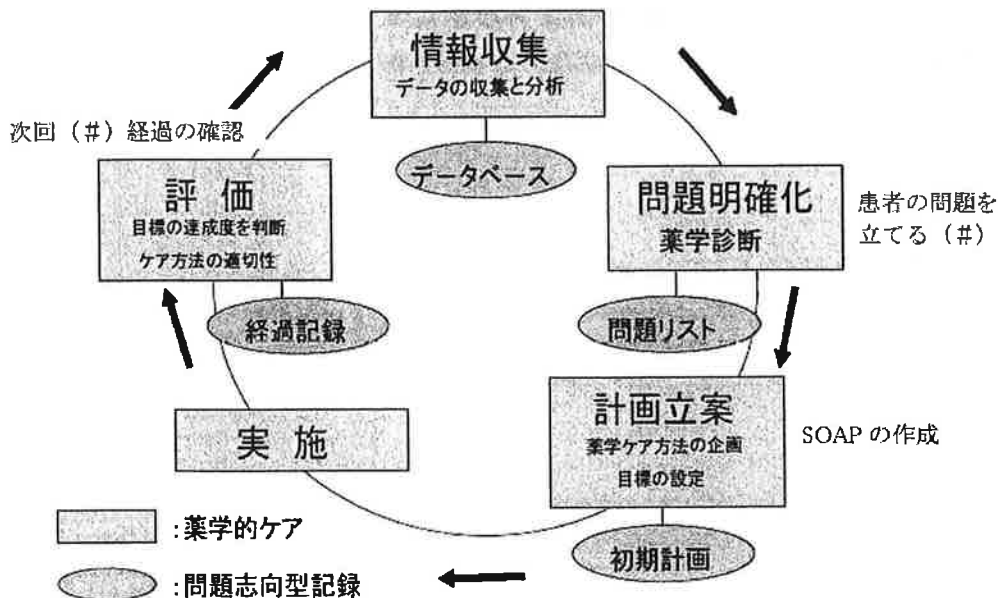 情報収集
データの収集と分析
データベース
次回（＃）経過の確認
評 価
目標の達成度を判断
ケア方法の適切性
経過記録
問題明確化
薬学診断
問題リスト
患者の問題を
立てる（＃）
計画立案
薬学ケア方法の企画
目標の設定
初期計画
SOAP の作成
実 施
：薬学的ケア
：問題志向型記録